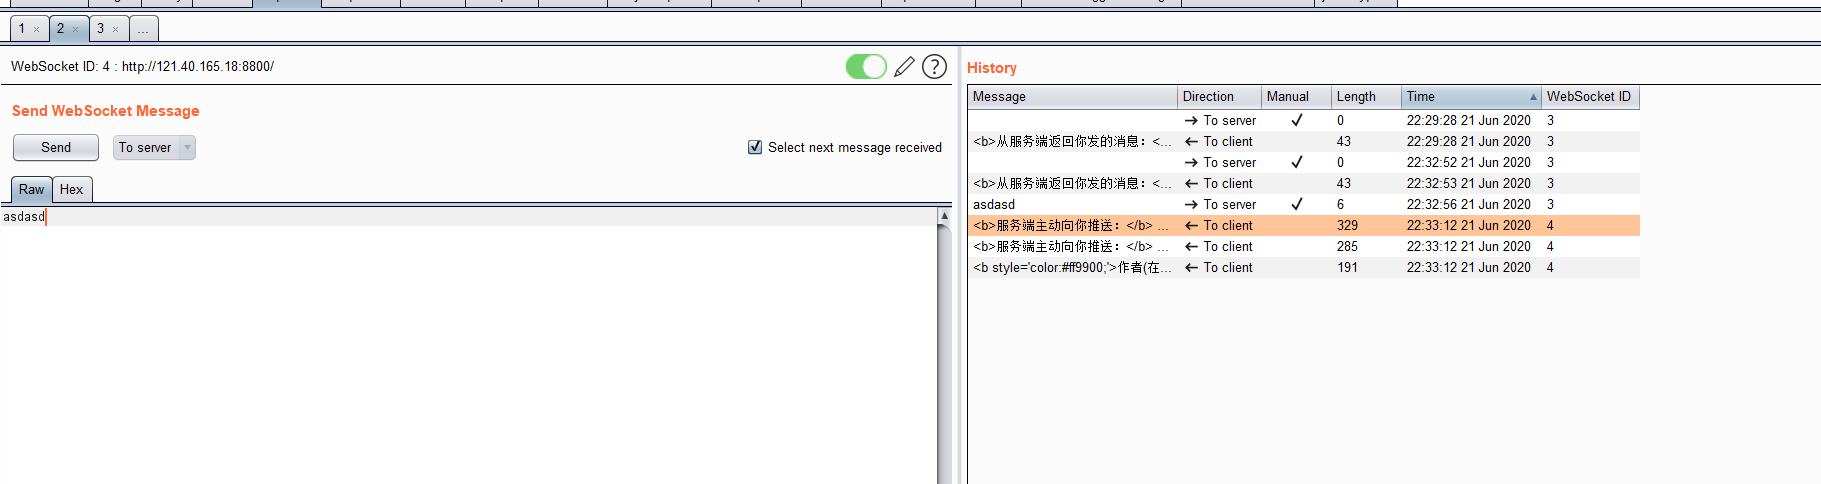 1 × 2 × 3 × ...
WebSocket ID: 4 : http://121.40.165.18:8800/
Send WebSocket Message
Send To server Select next message received
Raw Hex
asdasd
History
Message Direction Manual Length Time WebSocket ID
→ To server ✓ 0 22:29:28 21 Jun 2020 3
<b>从服务端返回你发的消息：<... ← To client 43 22:29:28 21 Jun 2020 3
→ To server ✓ 0 22:32:52 21 Jun 2020 3
<b>从服务端返回你发的消息：<... ← To client 43 22:32:53 21 Jun 2020 3
asdasd → To server ✓ 6 22:32:56 21 Jun 2020 3
<b>服务端主动向你推送：</b> ... ← To client 329 22:33:12 21 Jun 2020 4
<b>服务端主动向你推送：</b> ... ← To client 285 22:33:12 21 Jun 2020 4
<b style='color:#ff9900;'>作者(在... ← To client 191 22:33:12 21 Jun 2020 4